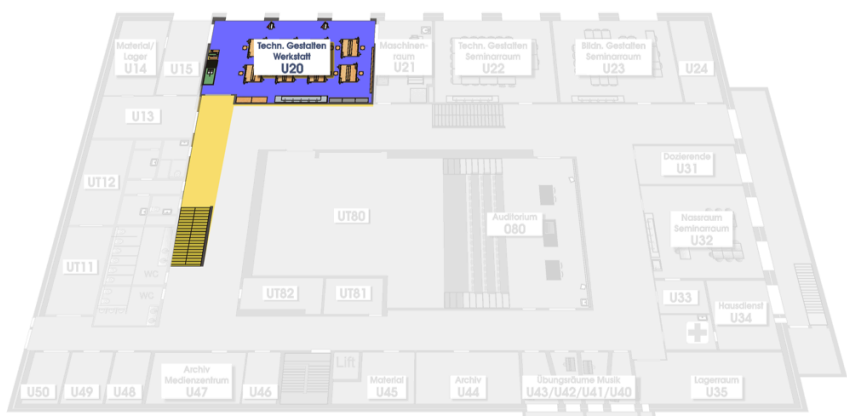 Material/
Lager
U14
U15
Techn. Gestalten
Werkstatt
U20
Maschinen-
raum
U21
Techn. Gestalten
Seminarraum
U22
Bildn. Gestalten
Seminarraum
U23
U24
U13
UT12
UT11
WC
WC
UT80
UT82
UT81
Auditorium
080
Dozierende
U31
Nassraum
Seminarraum
U32
U33
Hausdienst
U34
U50
U49
U48
Archiv
Medienzentrum
U47
U46
Lift
Material
U45
Archiv
U44
Übungsräume Musik
U43/U42/U41/U40
Lagerraum
U35